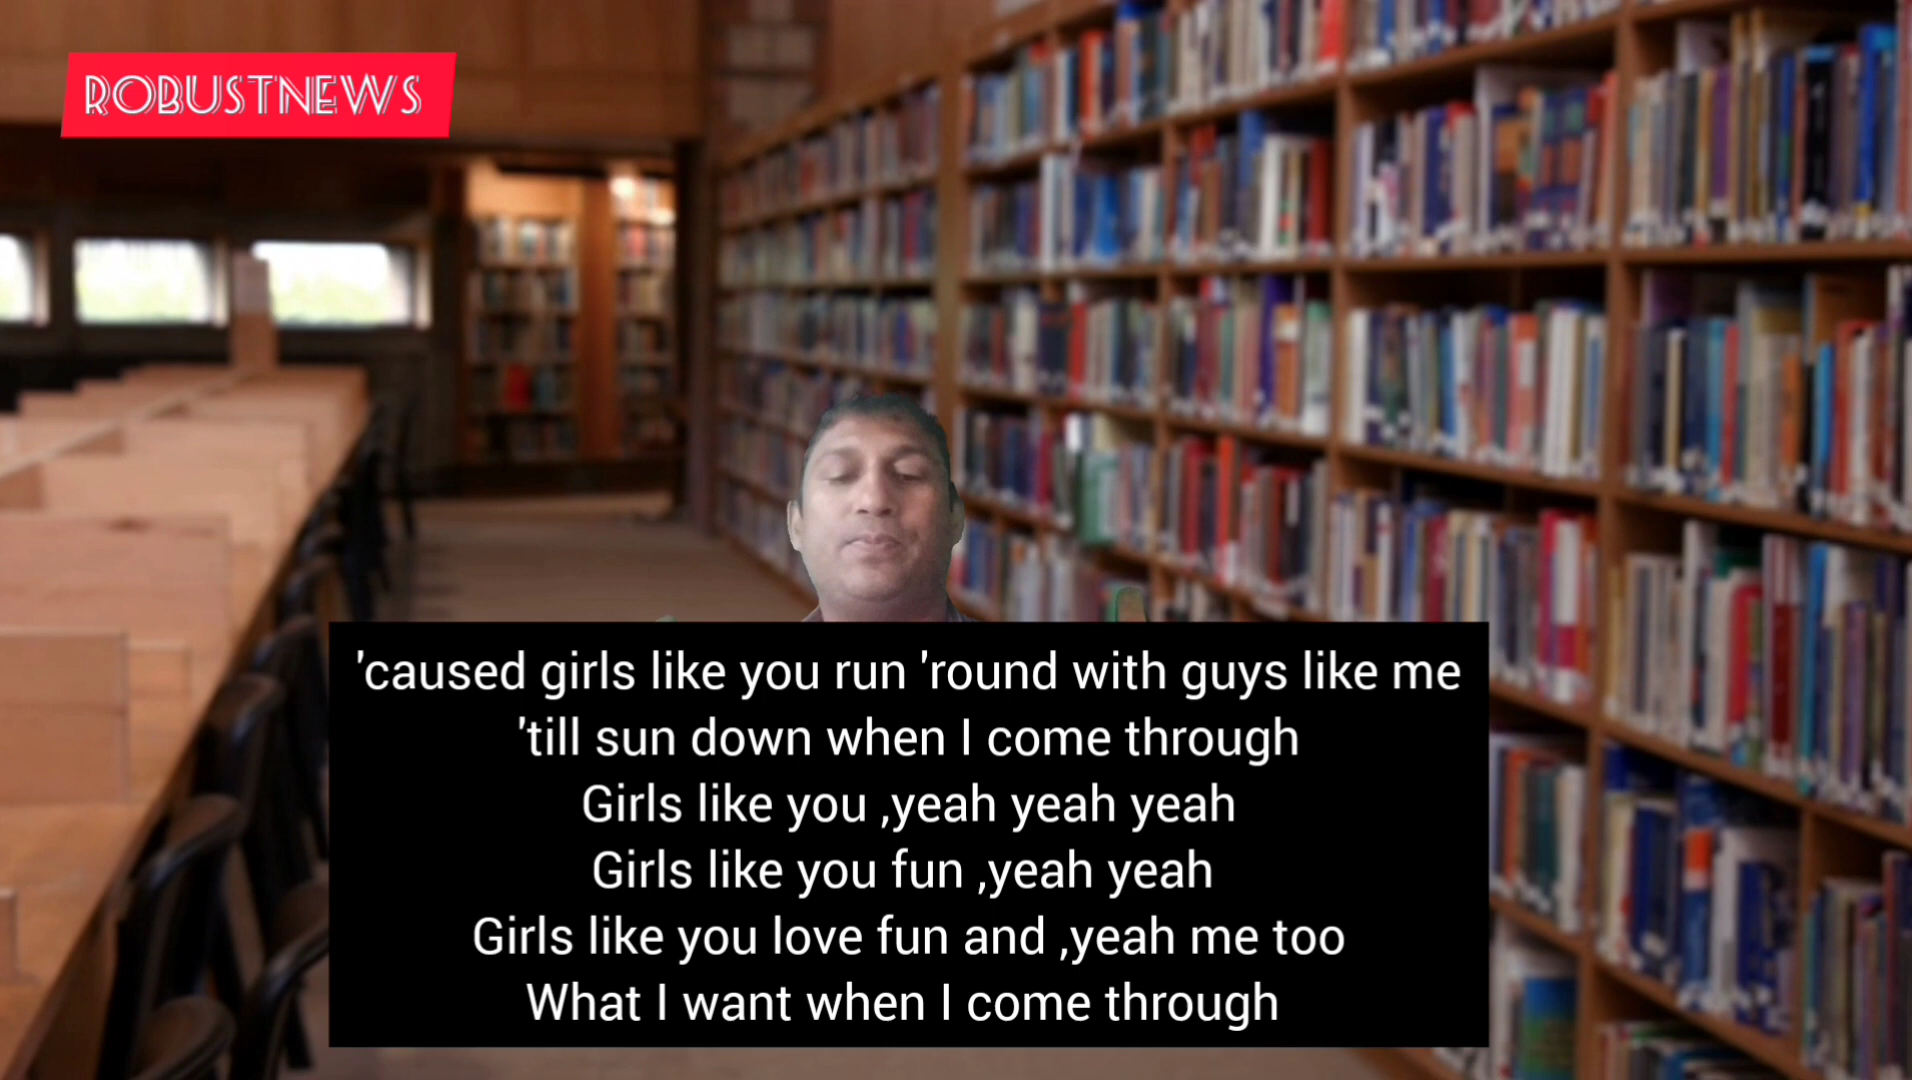 ROBUSTNEWS
'caused girls like you run 'round with guys like me
'till sun down when I come through
Girls like you ,yeah yeah yeah
Girls like you fun ,yeah yeah
Girls like you love fun and ,yeah me too
What I want when I come through